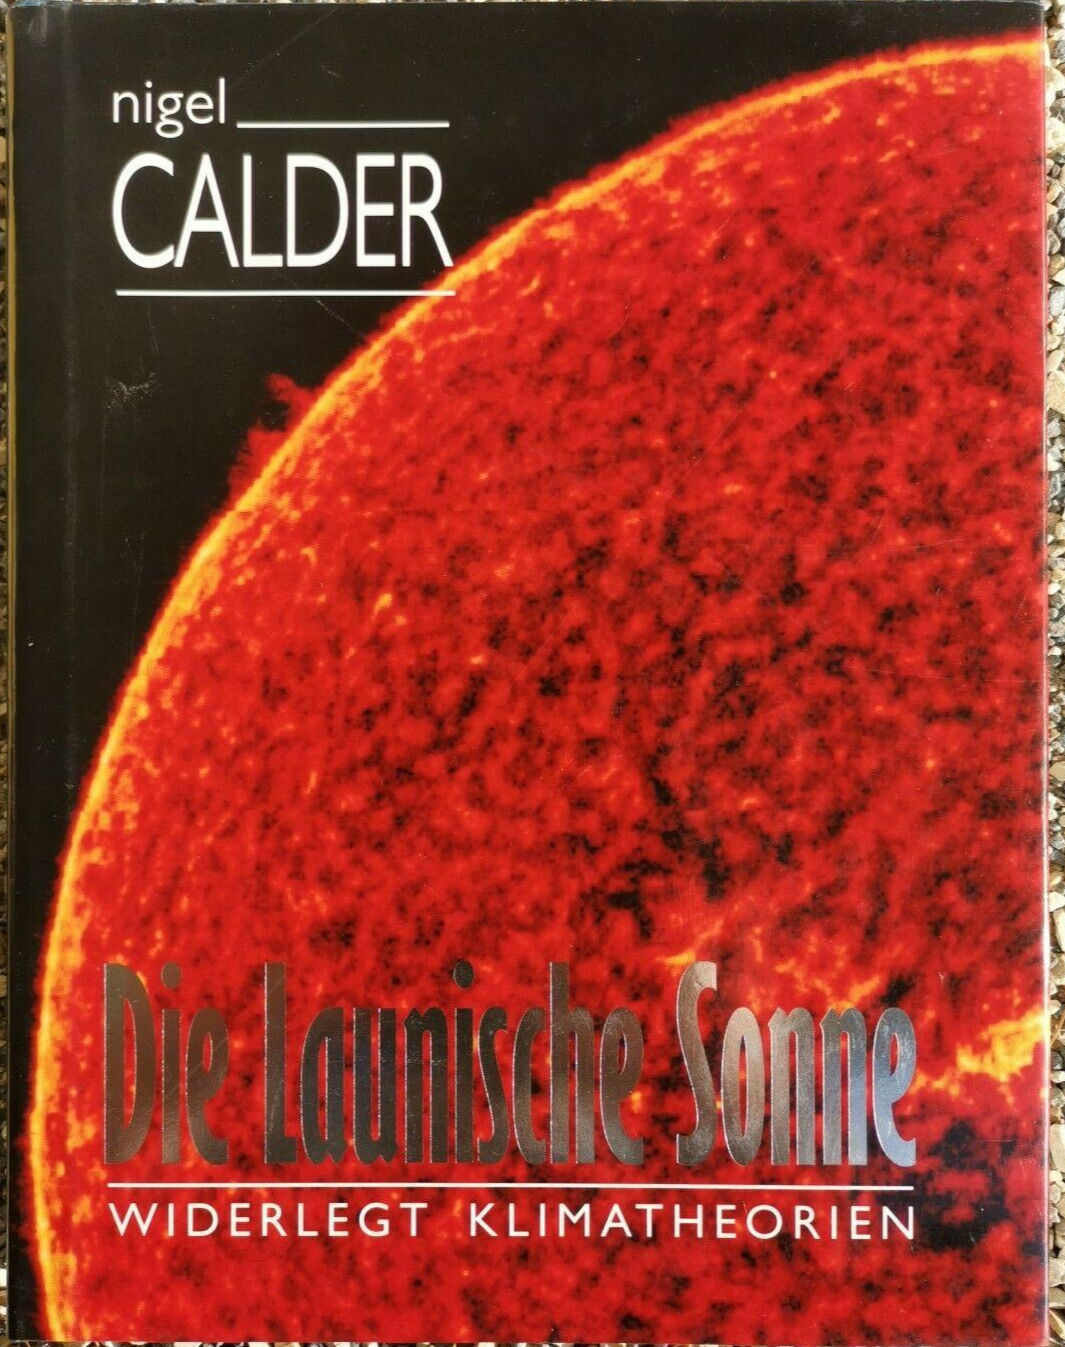 nigel
CALDER
Die Launische Sonne
WIDERLEGT KLIMATHEORIEN